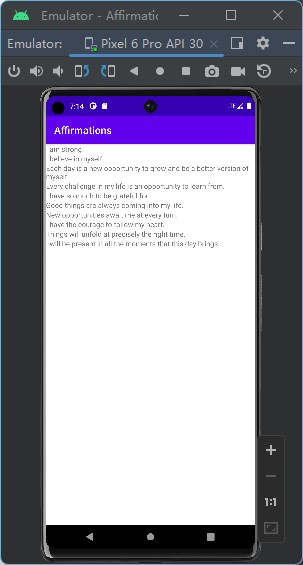 Emulator - Affirmatic
Emulator:
Pixel 6 Pro API 30
7:14
Affirmations
I am strong.
I believe in myself.
Each day is a new opportunity to grow and be a better version of
myself.
Every challenge in my life is an opportunity to learn from.
I have so much to be grateful for.
Good things are always coming into my life.
New opportunities await me at every turn.
I have the courage to follow my heart.
Things will unfold at precisely the right time.
I will be present in all the moments that this day brings.
1:1